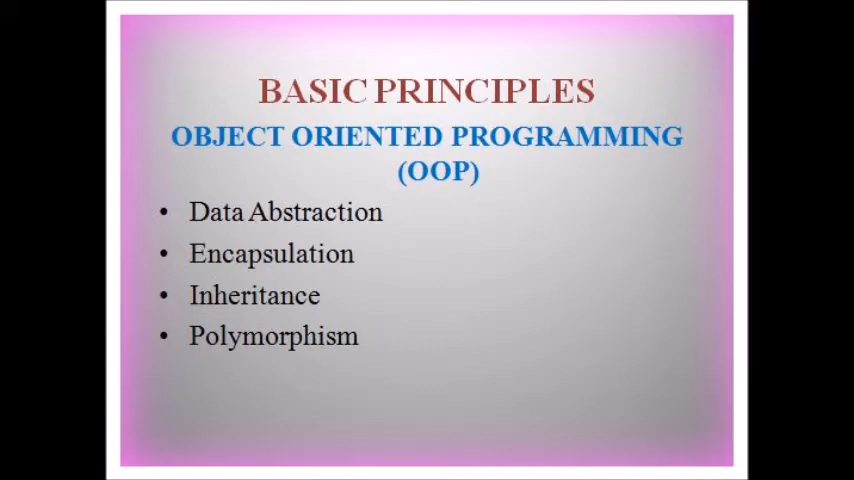 BASIC PRINCIPLES
OBJECT ORIENTED PROGRAMMING
(OOP)
• Data Abstraction
• Encapsulation
• Inheritance
• Polymorphism